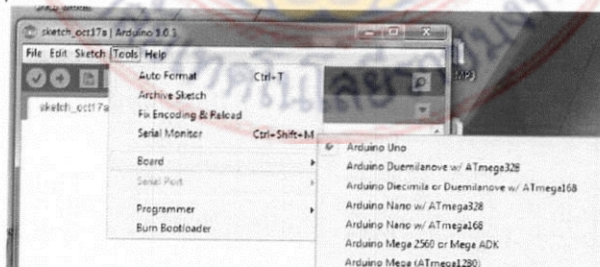 sketch_oct17a | Arduino 1.0.5
File Edit Sketch Tools Help
Auto Format Ctrl+T
Archive Sketch
Fix Encoding & Reload
sketch_oct17a
Serial Monitor Ctrl+Shift+M
Board
Arduino Uno
Arduino Duemilanove w/ ATmega328
Serial Port
Arduino Diecimila or Duemilanove w/ ATmega168
Programmer
Arduino Nano w/ ATmega328
Burn Bootloader
Arduino Nano w/ ATmega168
Arduino Mega 2560 or Mega ADK
Arduino Mega (ATmega1280)